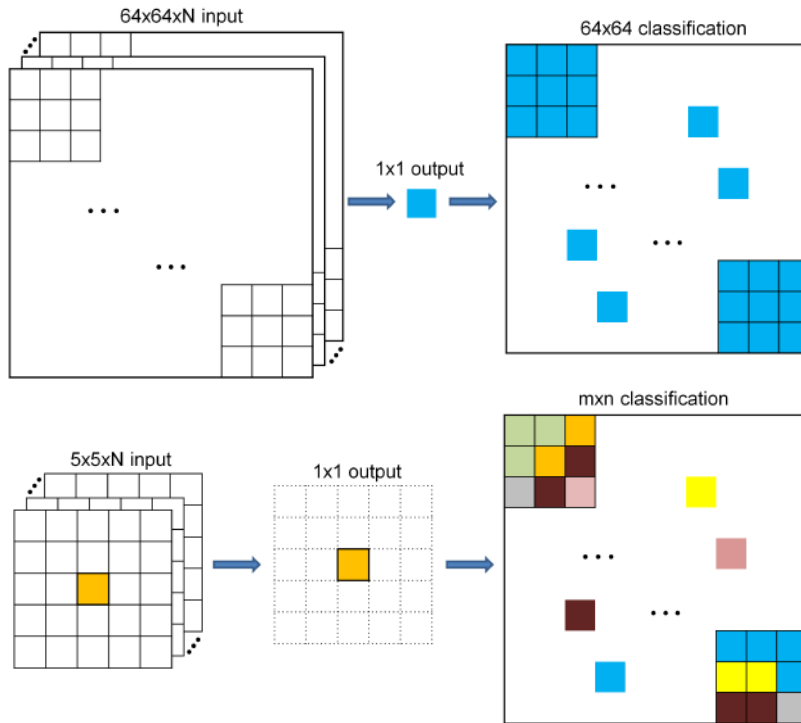 64x64xN input
64x64 classification
1x1 output
mxn classification
5x5xN input
1x1 output